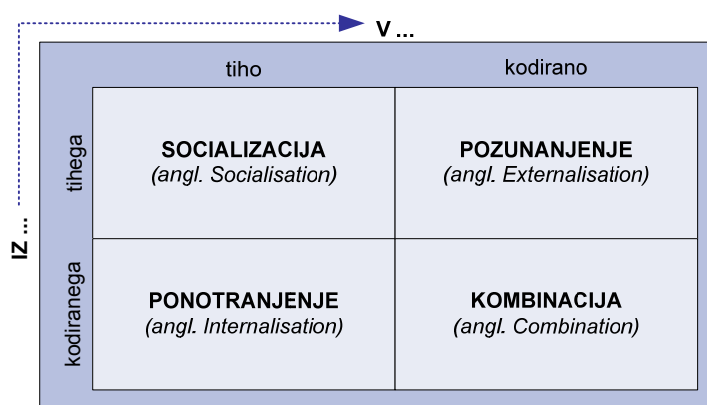 V ...
tiho
kodirano
IZ ...
tihega
SOCIALIZACIJA
(angl. Socialisation)
POZUNANJENJE
(angl. Externalisation)
kodiranega
PONOTRANJENJE
(angl. Internalisation)
KOMBINACIJA
(angl. Combination)